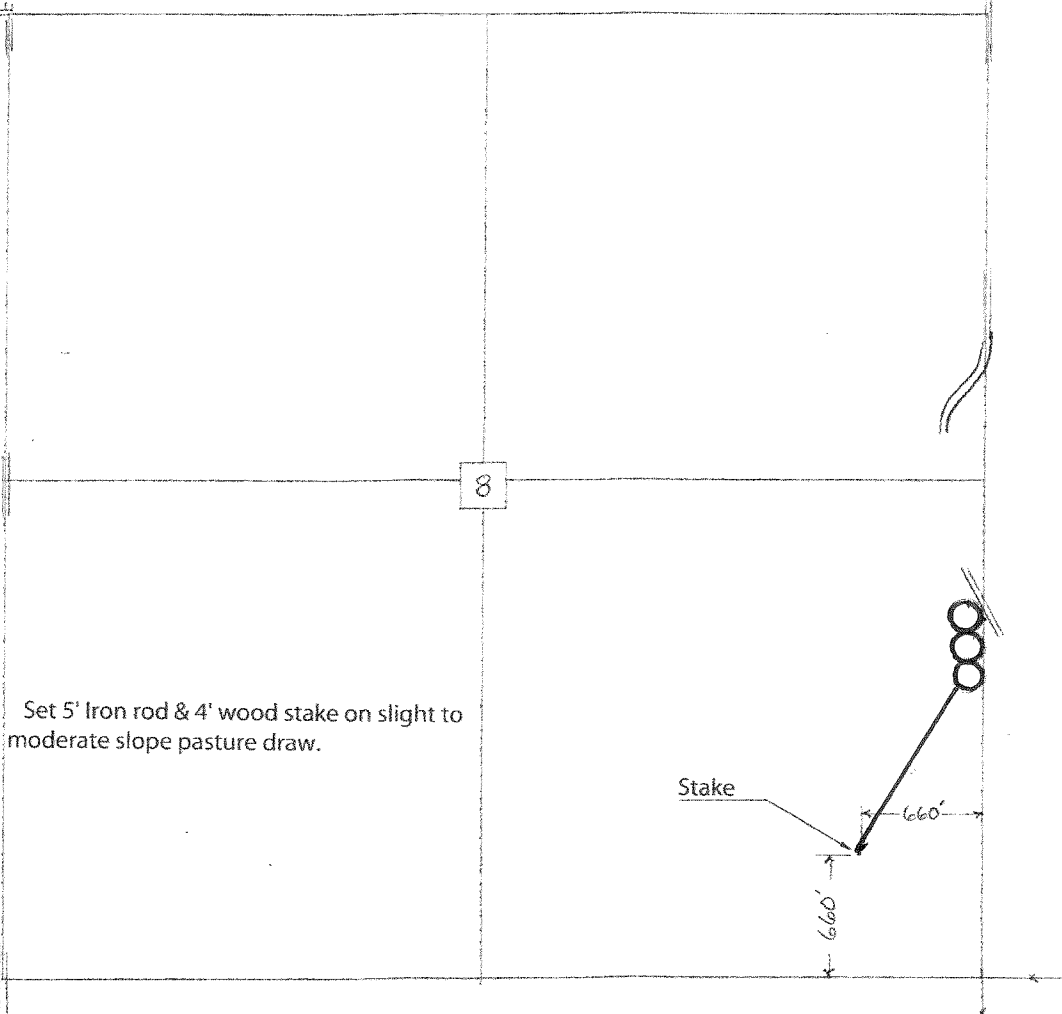 8
Set 5' Iron rod & 4' wood stake on slight to
moderate slope pasture draw.
Stake
660'
660'